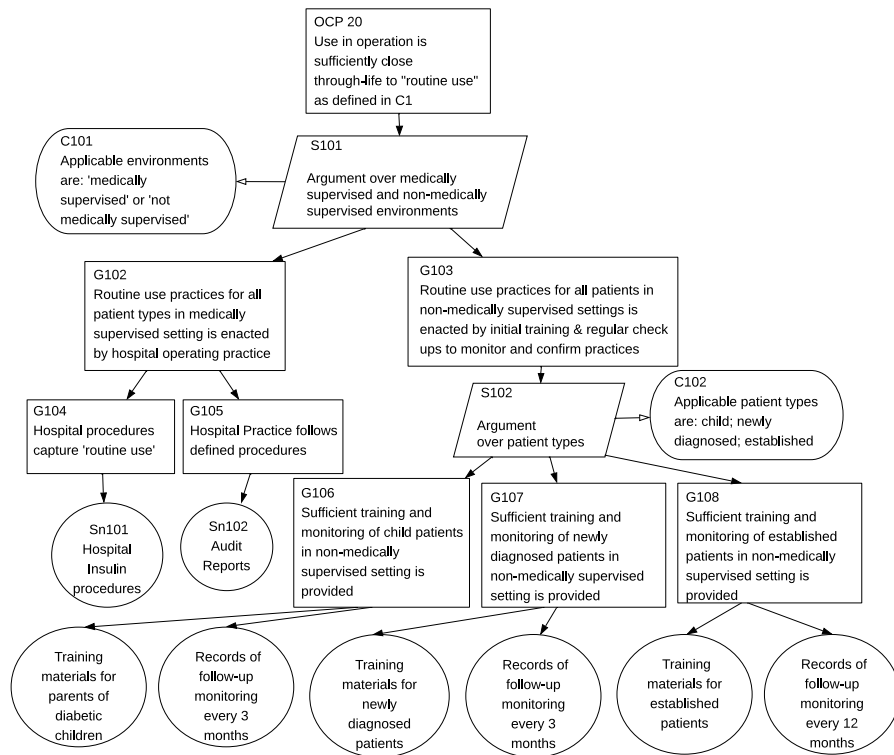 OCP 20
Use in operation is
sufficiently close
through-life to "routine use"
as defined in C1
C101
Applicable environments
are: 'medically
supervised' or 'not
medically supervised'
S101
Argument over medically
supervised and non-medically
supervised environments
G102
Routine use practices for all
patient types in medically
supervised setting is enacted
by hospital operating practice
G103
Routine use practices for all patients in
non-medically supervised settings is
enacted by initial training & regular check
ups to monitor and confirm practices
G104
Hospital procedures
capture 'routine use'
G105
Hospital Practice follows
defined procedures
S102
Argument
over patient types
C102
Applicable patient types
are: child; newly
diagnosed; established
Sn101
Hospital
Insulin
procedures
Sn102
Audit
Reports
G106
Sufficient training and
monitoring of child patients
in non-medically
supervised setting is
provided
G107
Sufficient training and
monitoring of newly
diagnosed patients in
non-medically supervised
setting is provided
G108
Sufficient training and
monitoring of established
patients in non-medically
supervised setting is
provided
Training
materials for
parents of
diabetic
children
Records of
follow-up
monitoring
every 3
months
Training
materials for
newly
diagnosed
patients
Records of
follow-up
monitoring
every 3
months
Training
materials for
established
patients
Records of
follow-up
monitoring
every 12
months